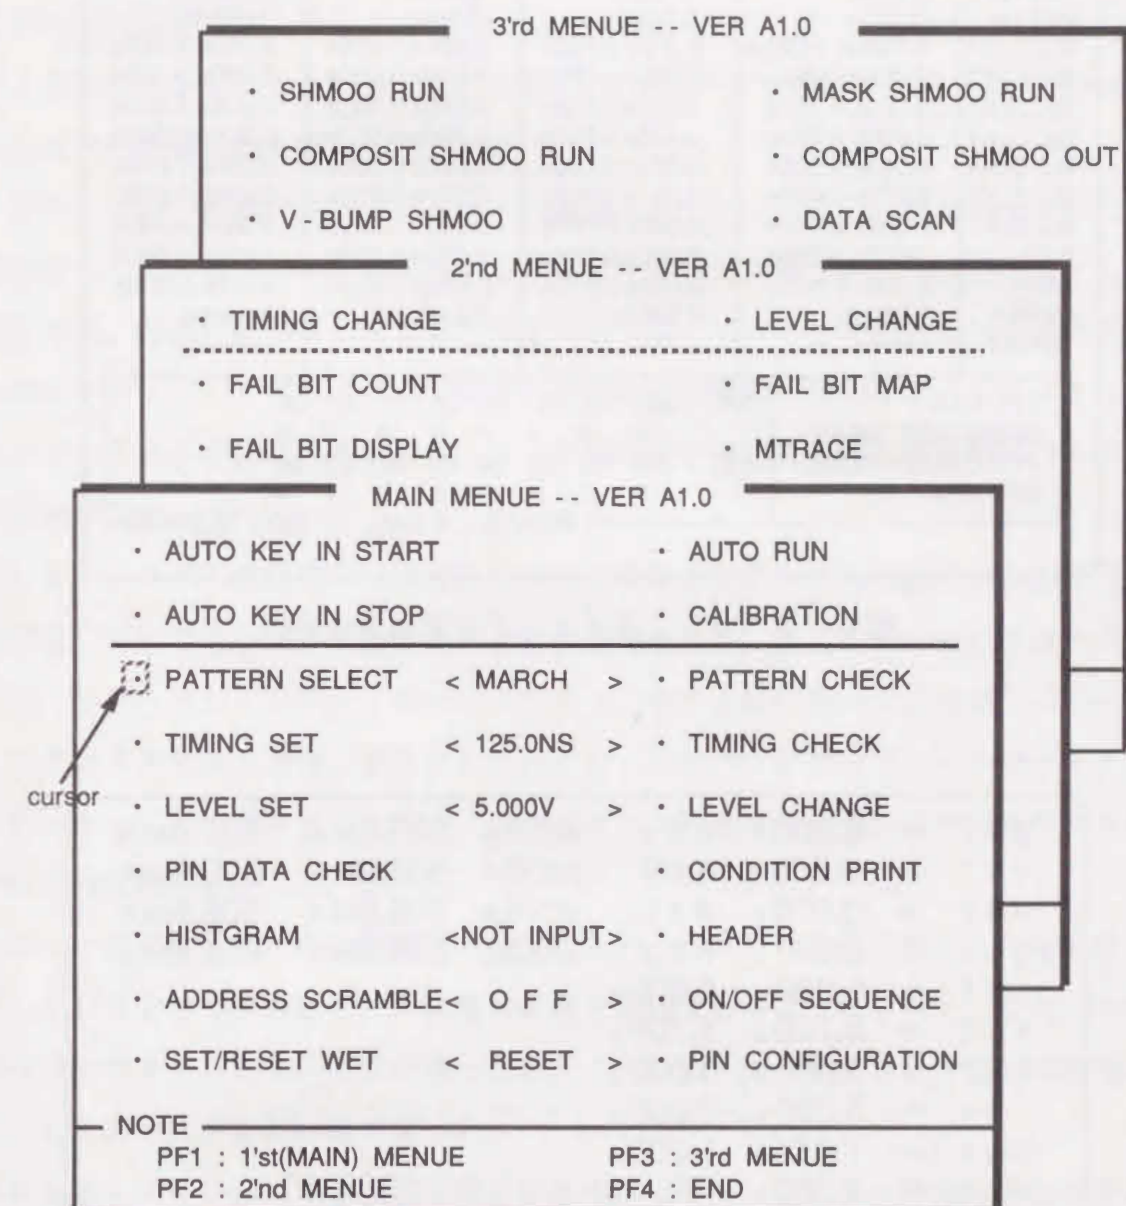 3'rd MENUE -- VER A1.0
· SHMOO RUN · MASK SHMOO RUN
· COMPOSIT SHMOO RUN · COMPOSIT SHMOO OUT
· V - BUMP SHMOO · DATA SCAN
2'nd MENUE -- VER A1.0
· TIMING CHANGE · LEVEL CHANGE
· FAIL BIT COUNT · FAIL BIT MAP
· FAIL BIT DISPLAY · MTRACE
MAIN MENUE -- VER A1.0
· AUTO KEY IN START · AUTO RUN
· AUTO KEY IN STOP · CALIBRATION
· PATTERN SELECT < MARCH > · PATTERN CHECK
· TIMING SET < 125.0NS > · TIMING CHECK
cursor
· LEVEL SET < 5.000V > · LEVEL CHANGE
· PIN DATA CHECK · CONDITION PRINT
· HISTGRAM <NOT INPUT> · HEADER
· ADDRESS SCRAMBLE< O F F > · ON/OFF SEQUENCE
· SET/RESET WET < RESET > · PIN CONFIGURATION
NOTE
PF1 : 1'st(MAIN) MENUE PF3 : 3'rd MENUE
PF2 : 2'nd MENUE PF4 : END